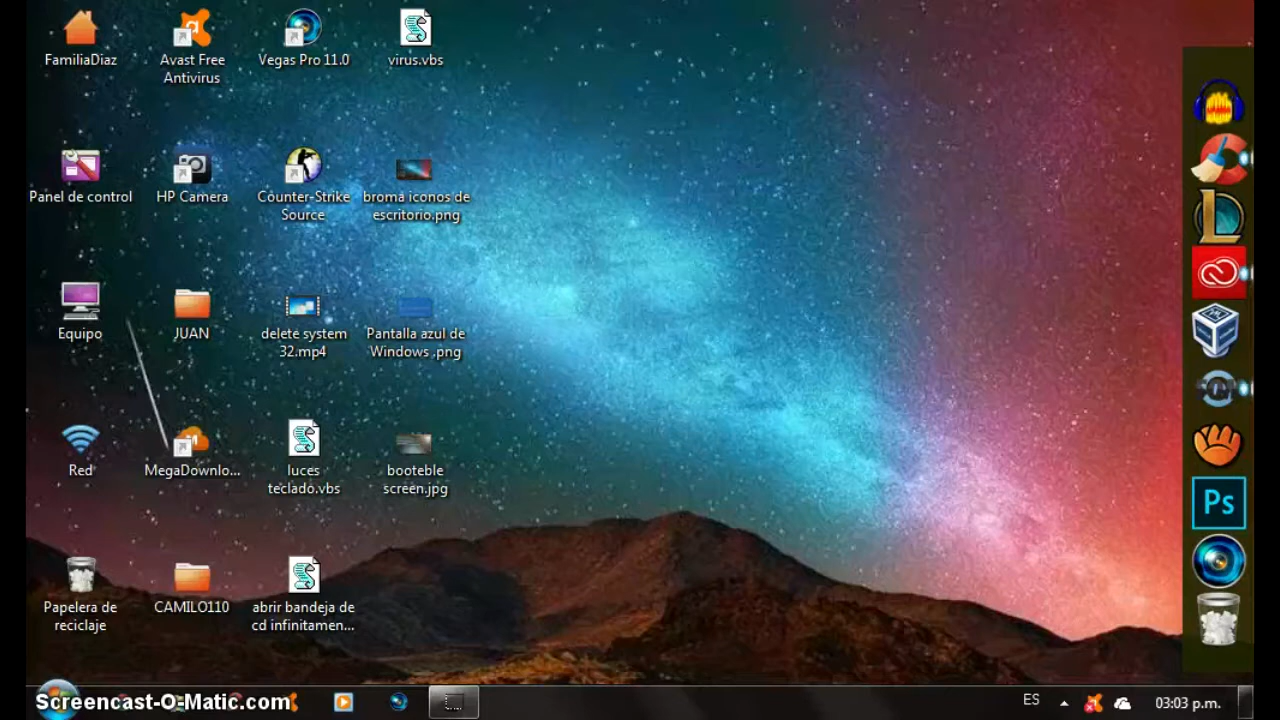 FamiliaDiaz
Avast Free
Antivirus
Vegas Pro 11.0
virus.vbs
Panel de control
HP Camera
Counter-Strike
Source
broma iconos de
escritorio.png
Equipo
JUAN
delete system
32.mp4
Pantalla azul de
Windows .png
Red
MegaDownlo...
luces
teclado.vbs
booteble
screen.jpg
Papelera de
reciclaje
CAMILO110
abrir bandeja de
cd infinitamen...
Ps
Screencast-O-Matic.com
ES
03:03 p.m.